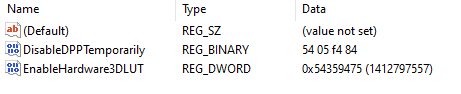 Name Type Data
(Default) REG_SZ (value not set)
DisableDPPTemporarily REG_BINARY 54 05 f4 84
EnableHardware3DLUT REG_DWORD 0x54359475 (1412797557)